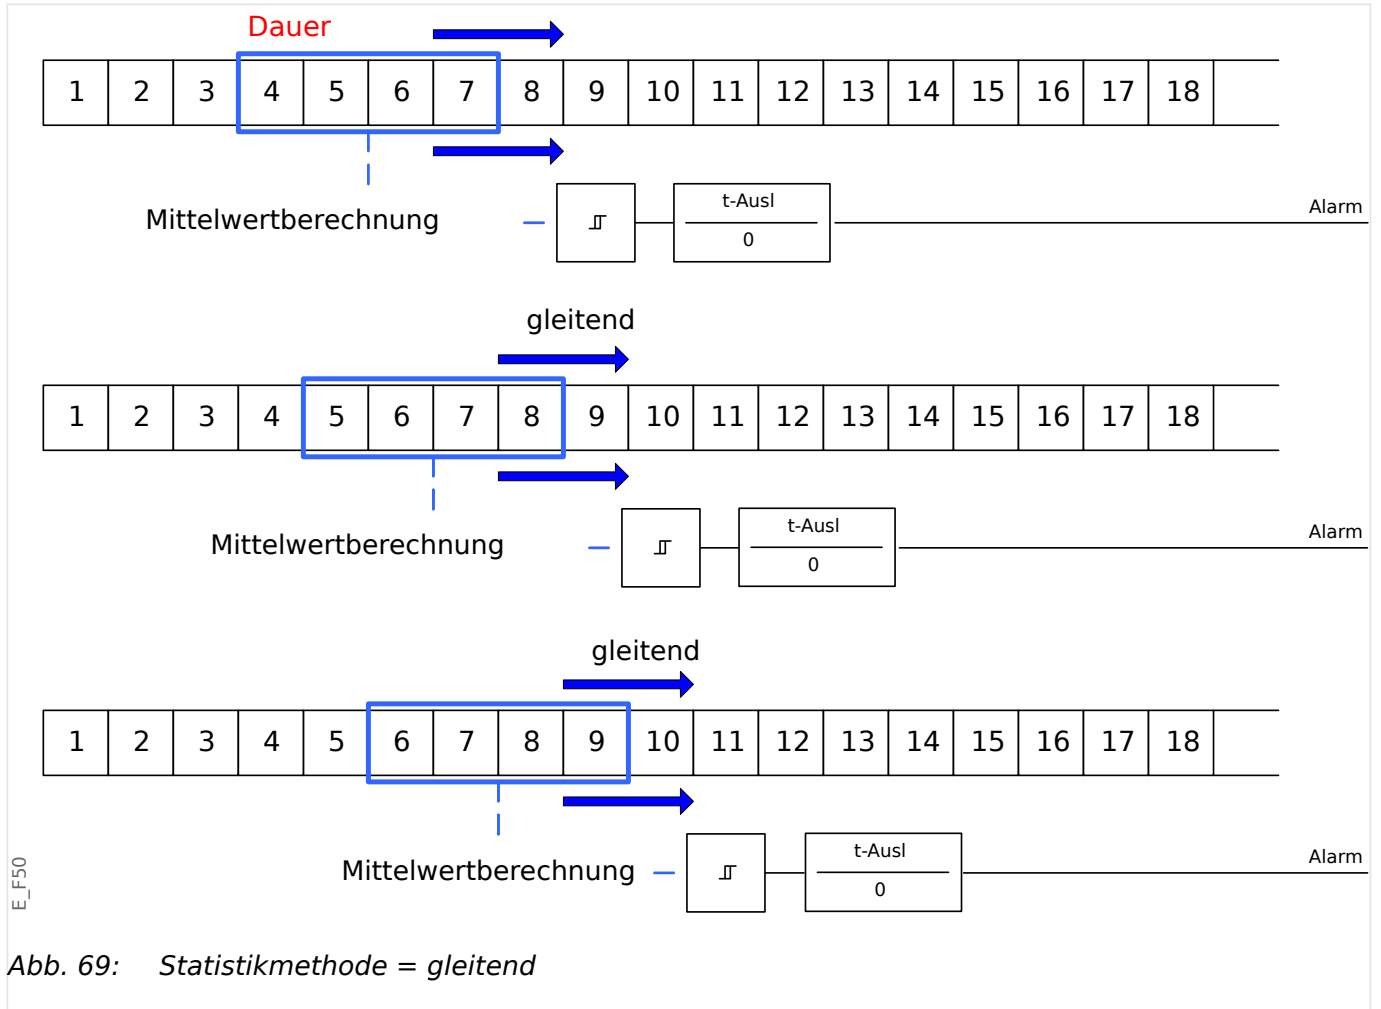 Dauer
1 2 3 4 5 6 7 8 9 10 11 12 13 14 15 16 17 18
Mittelwertberechnung
t-Ausl
0
Alarm
gleitend
1 2 3 4 5 6 7 8 9 10 11 12 13 14 15 16 17 18
Mittelwertberechnung
t-Ausl
0
Alarm
gleitend
1 2 3 4 5 6 7 8 9 10 11 12 13 14 15 16 17 18
Mittelwertberechnung
t-Ausl
0
Alarm
E_F50
Abb. 69: Statistikmethode = gleitend